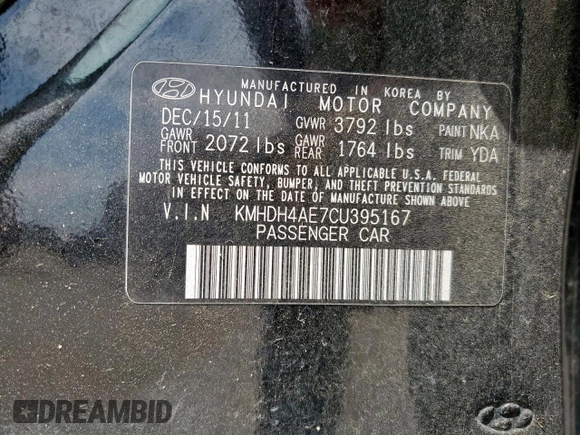 MANUFACTURED IN KOREA BY
HYUNDAI MOTOR COMPANY
DEC/15/11 GVWR 3792 lbs PAINT NKA
GAWR FRONT 2072 lbs GAWR REAR 1764 lbs TRIM YDA
THIS VEHICLE CONFORMS TO ALL APPLICABLE U.S.A. FEDERAL
MOTOR VEHICLE SAFETY, BUMPER, AND THEFT PREVENTION STANDARDS
IN EFFECT ON THE DATE OF MANUFACTURE SHOWN ABOVE.
V.I.N KMHDH4AE7CU395167
PASSENGER CAR
DREAMBID